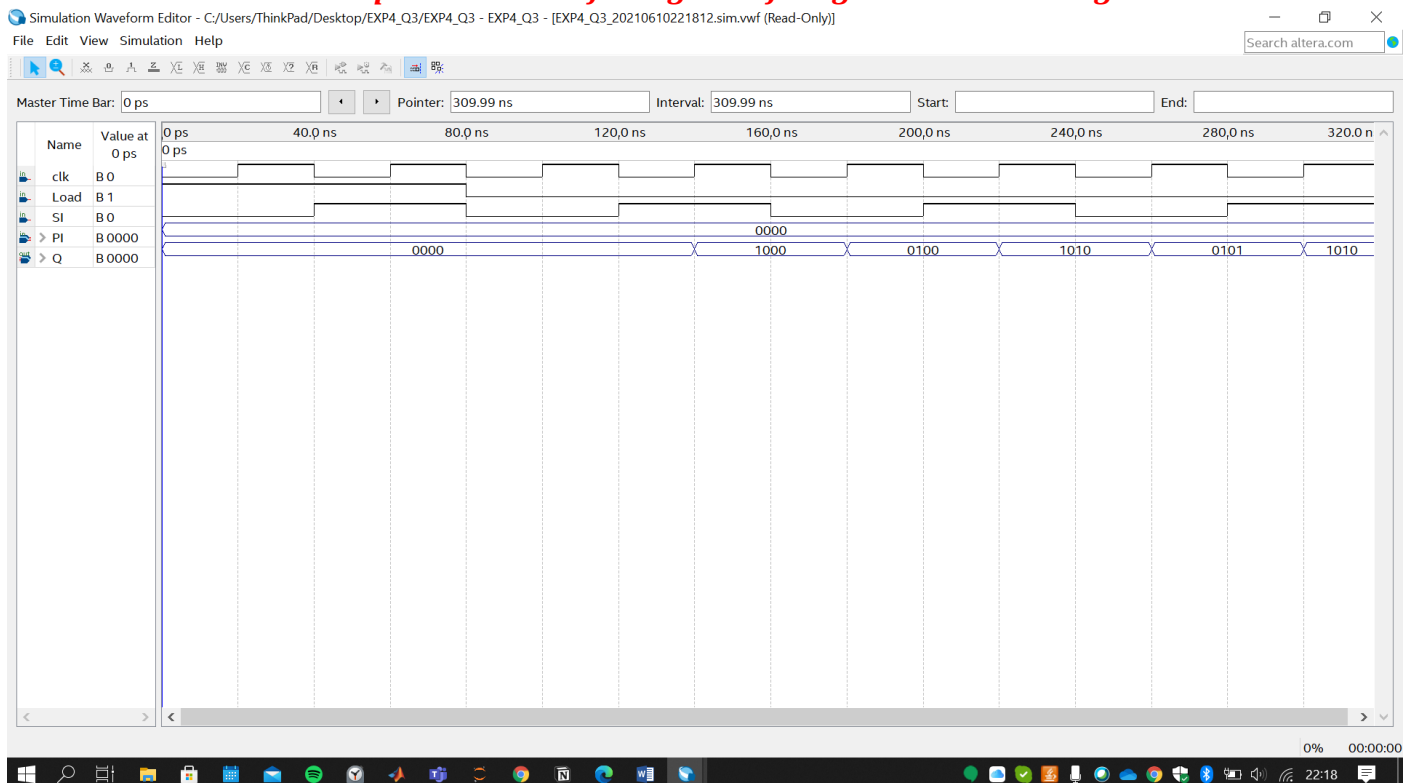 Simulation Waveform Editor - C:/Users/ThinkPad/Desktop/EXP4_Q3/EXP4_Q3 - EXP4_Q3 - [EXP4_Q3_20210610221812.sim.vwf (Read-Only)]
File Edit View Simulation Help
Search altera.com
Master Time Bar: 0 ps Pointer: 309.99 ns Interval: 309.99 ns Start: End:
Name Value at 0 ps
0 ps 40.0 ns 80.0 ns 120.0 ns 160.0 ns 200.0 ns 240.0 ns 280.0 ns 320.0 n
0 ps
clk B 0
Load B 1
SI B 0
PI B 0000 0000
Q B 0000 0000 1000 0100 1010 0101 1010
0% 00:00:00
22:18